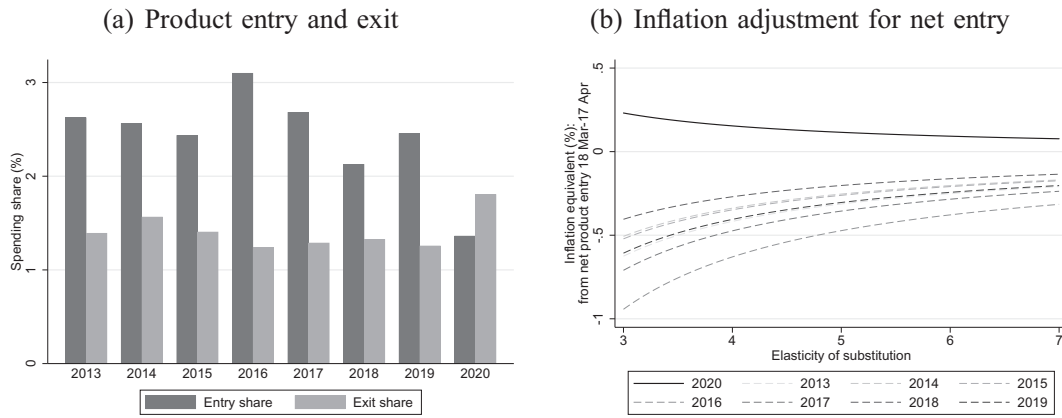 (a) Product entry and exit
Spending share (%)
3
2
1
0
2013 2014 2015 2016 2017 2018 2019 2020
Entry share Exit share
(b) Inflation adjustment for net entry
Inflation equivalent (%):
from net product entry 18 Mar-17 Apr
.5
0
-.5
-1
3 4 5 6 7
Elasticity of substitution
2020 2013 2014 2015
2016 2017 2018 2019